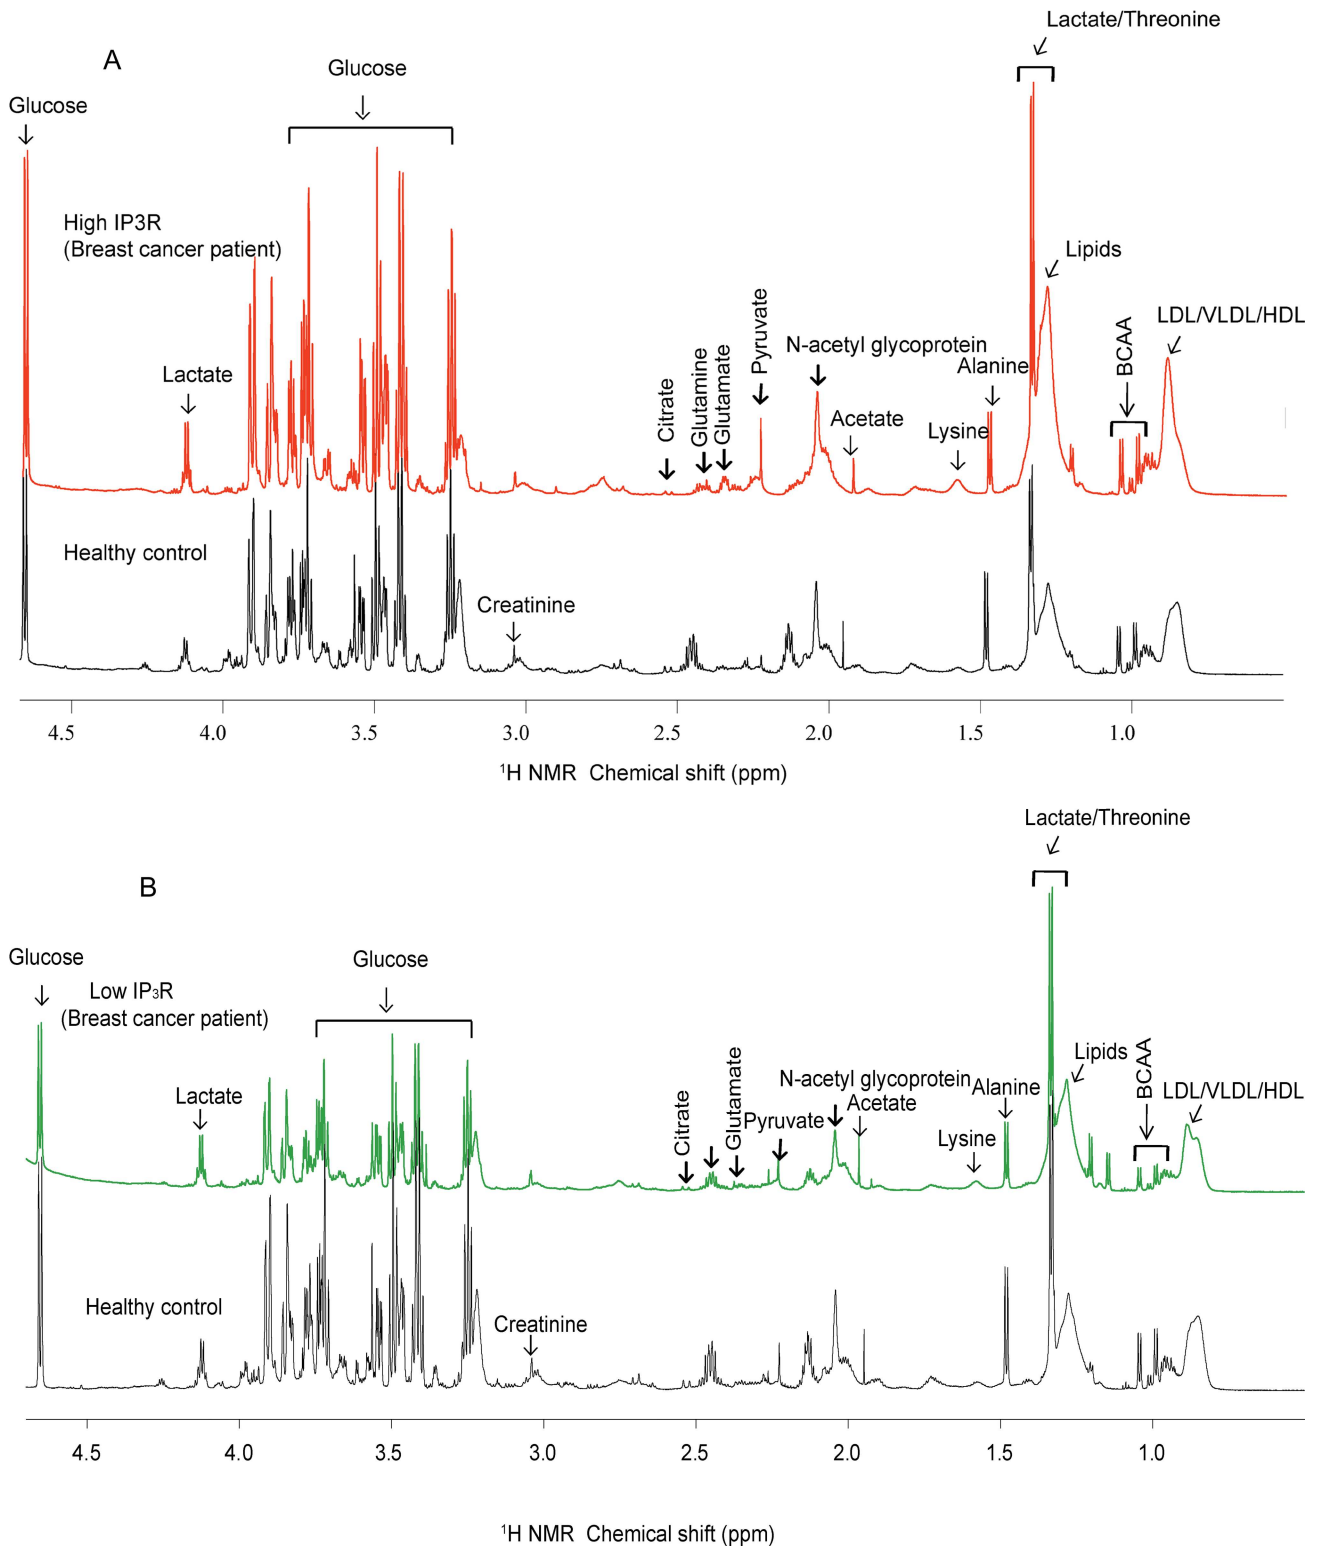 Lactate/Threonine
A
Glucose
Glucose
High IP3R
(Breast cancer patient)
Lipids
LDL/VLDL/HDL
Pyruvate
BCAA
N-acetyl glycoprotein
Glutamate
Alanine
Lactate
Citrate
Glutamine
Acetate
Lysine
Healthy control
Creatinine
4.5 4.0 3.5 3.0 2.5 2.0 1.5 1.0
¹H NMR Chemical shift (ppm)
Lactate/Threonine
B
Glucose
Glucose
Low IP₃R
(Breast cancer patient)
Lipids
BCAA
N-acetyl glycoprotein
Alanine
LDL/VLDL/HDL
Lactate
Glutamate
Acetate
Citrate
Pyruvate
Lysine
Healthy control
Creatinine
4.5 4.0 3.5 3.0 2.5 2.0 1.5 1.0
¹H NMR Chemical shift (ppm)